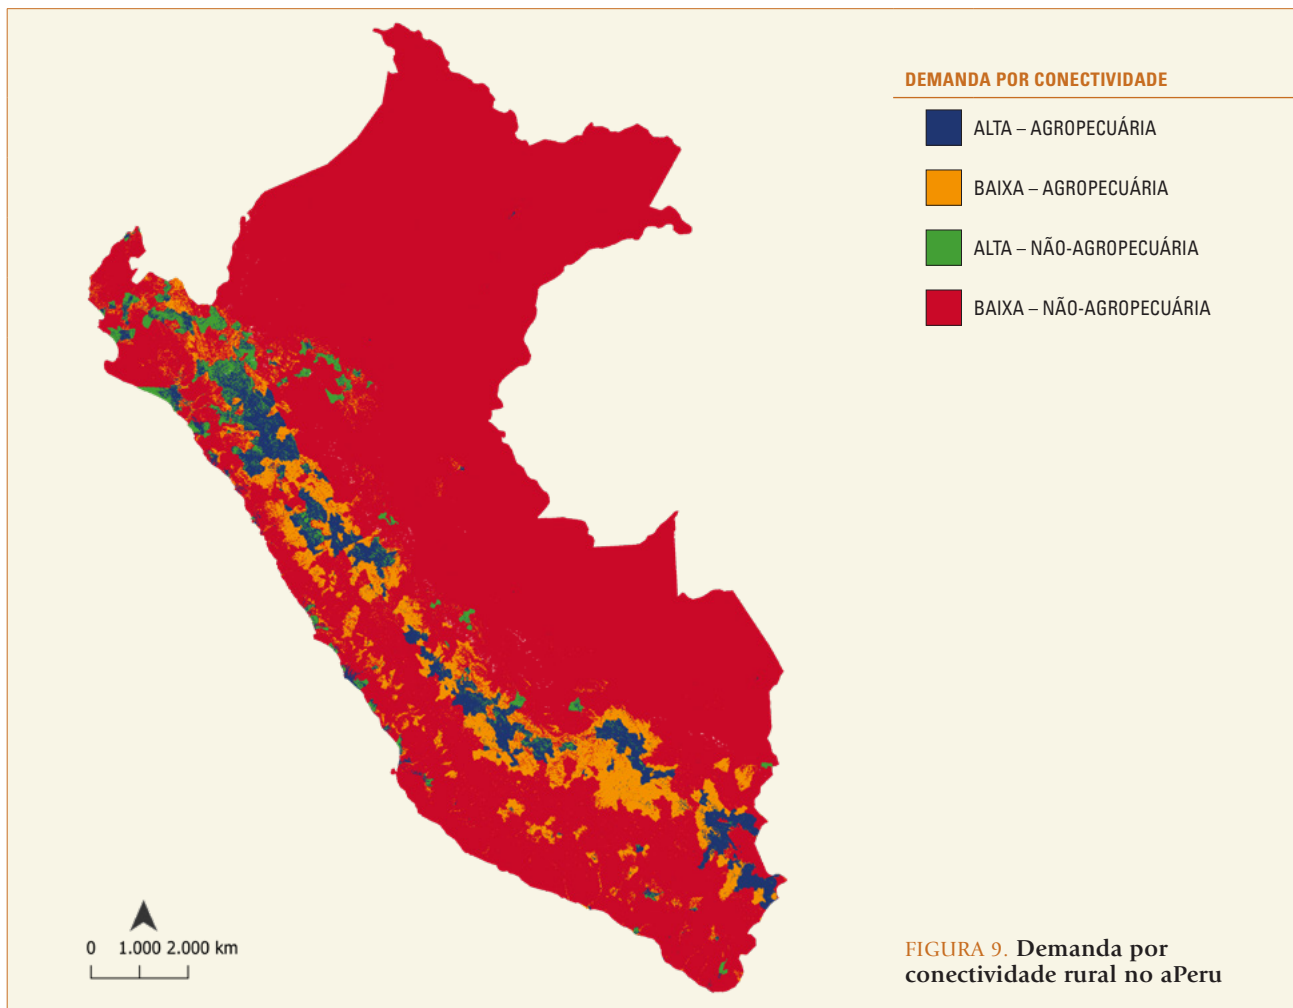 DEMANDA POR CONECTIVIDADE
ALTA – AGROPECUÁRIA
BAIXA – AGROPECUÁRIA
ALTA – NÃO-AGROPECUÁRIA
BAIXA – NÃO-AGROPECUÁRIA
0 1.000 2.000 km
FIGURA 9. Demanda por
conectividade rural no aPeru